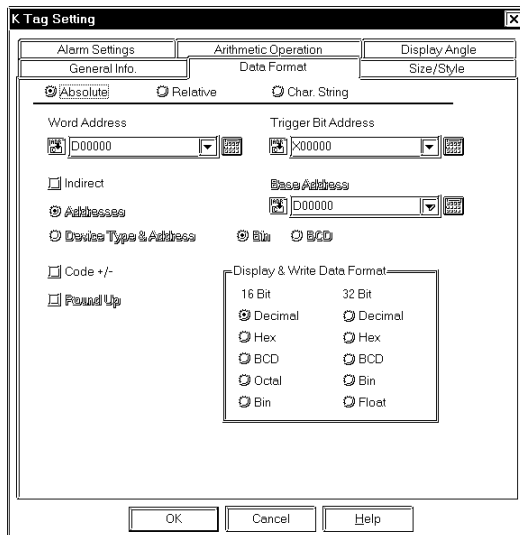 K Tag Setting
Alarm Settings Arithmetic Operation Display Angle
General Info. Data Format Size/Style
Absolute Relative Char. String
Word Address Trigger Bit Address
D00000 X00000
Indirect Base Address
Addresses D00000
Device Type & Address Bin BCD
Code +/- Display & Write Data Format
Round Up 16 Bit 32 Bit
Decimal Decimal
Hex Hex
BCD BCD
Octal Bin
Bin Float
OK Cancel Help